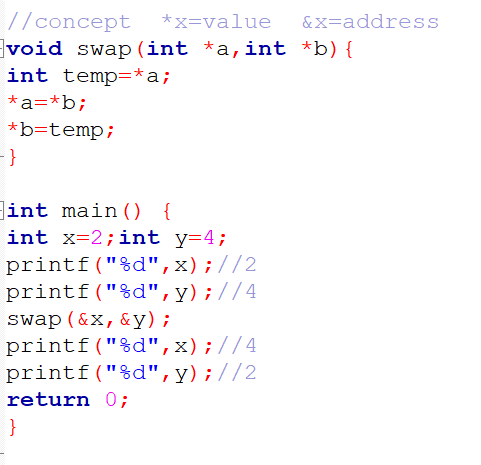 //concept  *x=value  &x=address
void swap(int *a,int *b){
int temp=*a;
*a=*b;
*b=temp;
}
int main() {
int x=2;int y=4;
printf("%d",x);//2
printf("%d",y);//4
swap(&x,&y);
printf("%d",x);//4
printf("%d",y);//2
return 0;
}